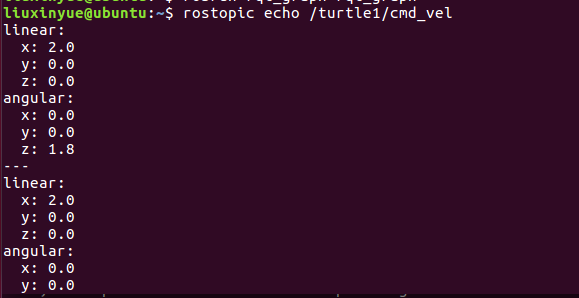 liuxinyue@ubuntu:~$ rostopic echo /turtle1/cmd_vel
linear:
  x: 2.0
  y: 0.0
  z: 0.0
angular:
  x: 0.0
  y: 0.0
  z: 1.8
---
linear:
  x: 2.0
  y: 0.0
  z: 0.0
angular:
  x: 0.0
  y: 0.0